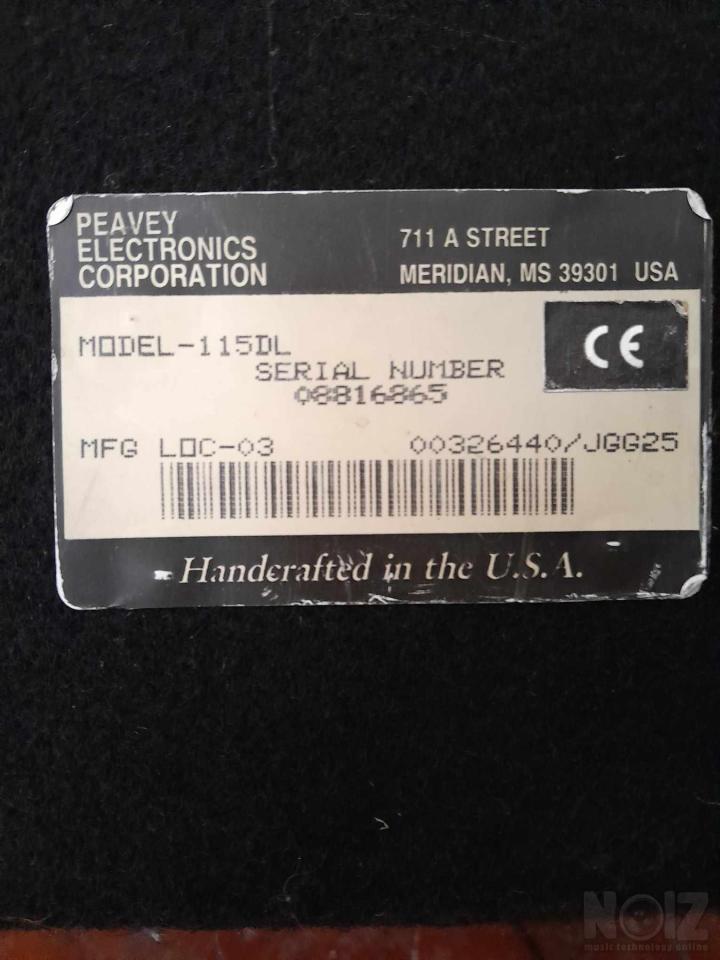 PEAVEY
ELECTRONICS
CORPORATION
711 A STREET
MERIDIAN, MS 39301 USA
MODEL-115DL
CE
SERIAL NUMBER
08816865
MFG LOC-03 00326440/JGG25
Handcrafted in the U.S.A.
NOIZ
music technology online